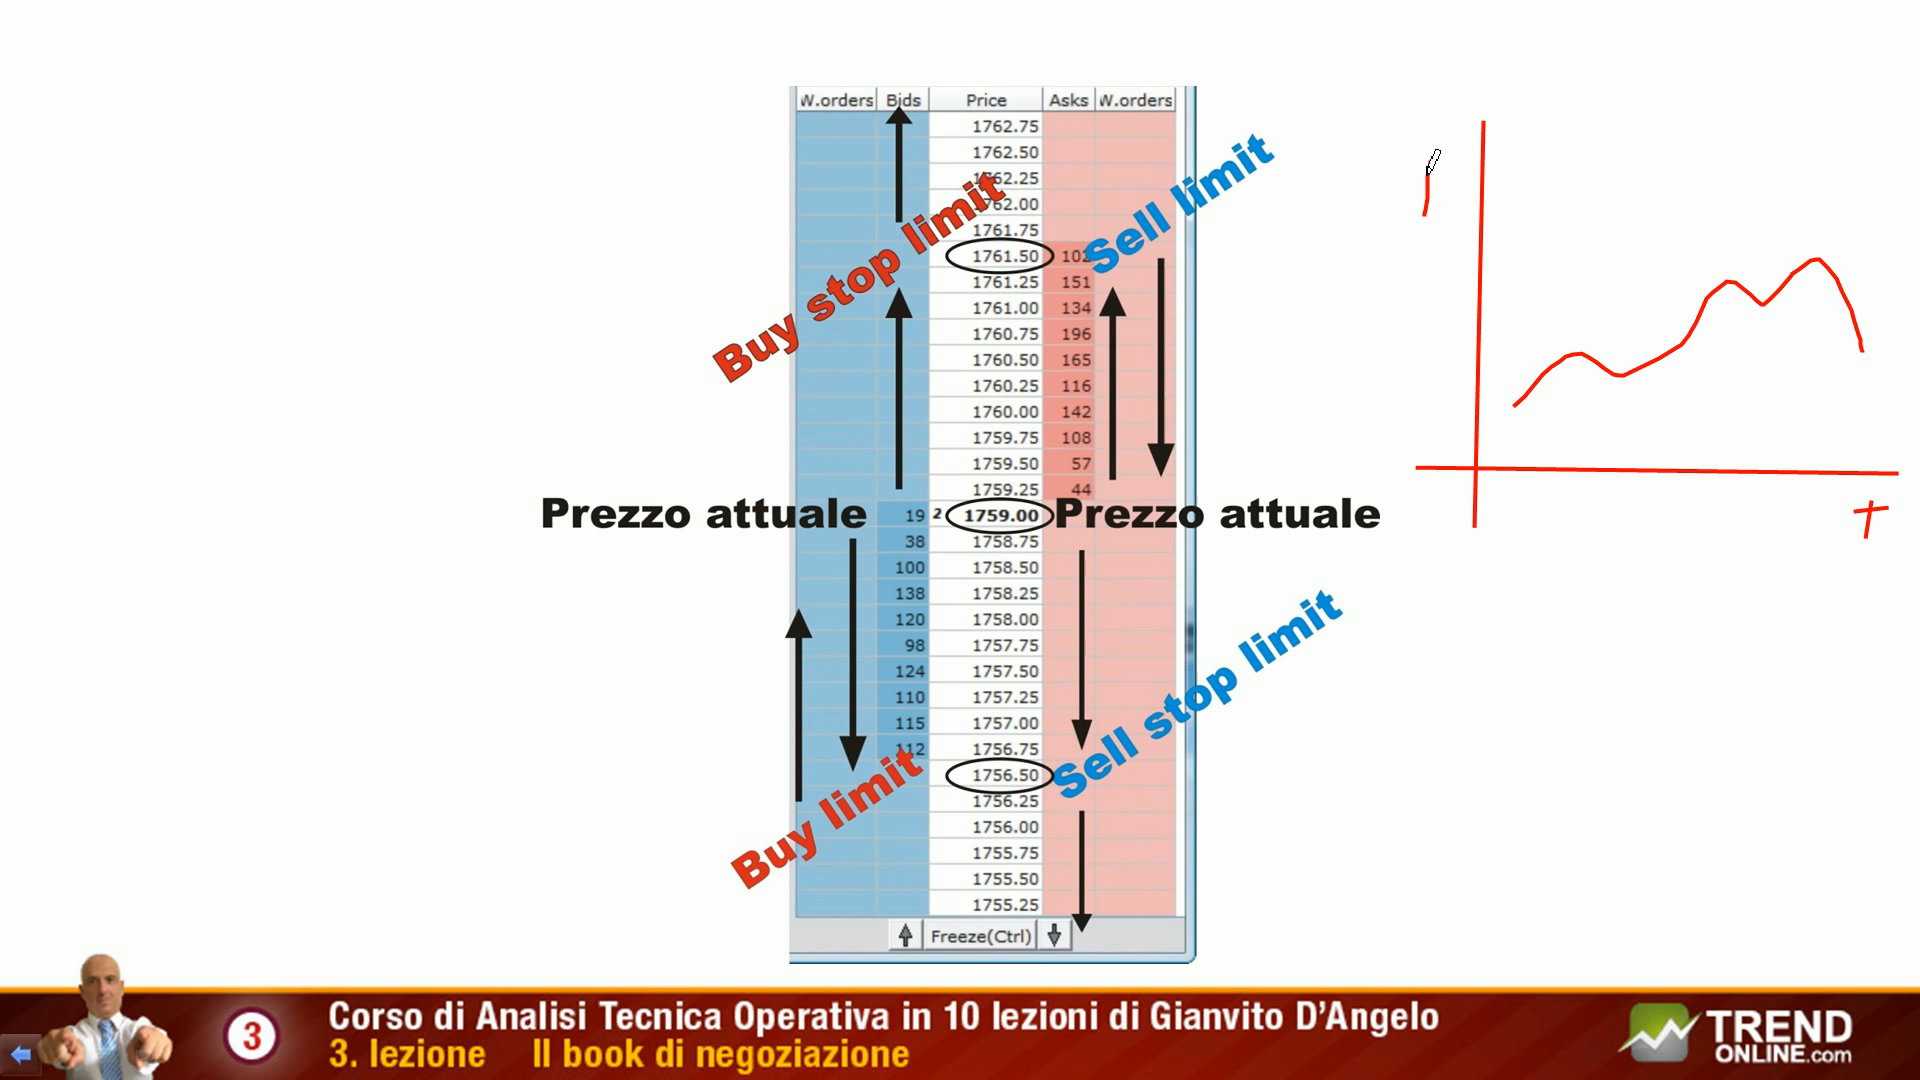 W.orders Bids Price Asks W.orders
1762.75
1762.50
1762.25
1762.00
1761.75
1761.50 102
1761.25 151
1761.00 134
1760.75 196
1760.50 165
1760.25 116
1760.00 142
1759.75 108
1759.50 57
1759.25 44
19 2 1759.00
38 1758.75
100 1758.50
138 1758.25
120 1758.00
98 1757.75
124 1757.50
110 1757.25
115 1757.00
112 1756.75
1756.50
1756.25
1756.00
1755.75
1755.50
1755.25
Freeze(Ctrl)
Buy stop limit
Sell limit
Prezzo attuale
Prezzo attuale
Buy limit
Sell stop limit
t
3
Corso di Analisi Tecnica Operativa in 10 lezioni di Gianvito D'Angelo
3. lezione Il book di negoziazione
TREND
ONLINE.com